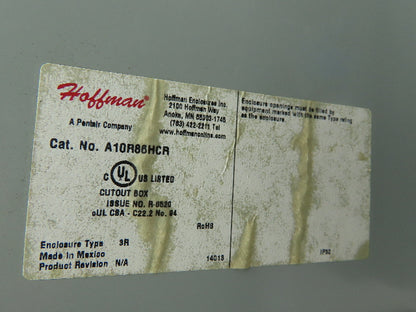 Hoffman®
A Pentair Company
Hoffman Enclosures Inc.
2100 Hoffman Way
Anoka, MN 55303-1745
(763) 422-2211 Tel
www.hoffmanonline.com
Enclosure openings must be filled by
equipment marked with the same Type rating
as the enclosure.
Cat. No. A10R86HCR
C UL US LISTED
CUTOUT BOX
ISSUE NO. R-8520
cUL CSA - C22.2 No. 94
RoHS
Enclosure Type 3R
Made In Mexico
Product Revision N/A
14013
IP32